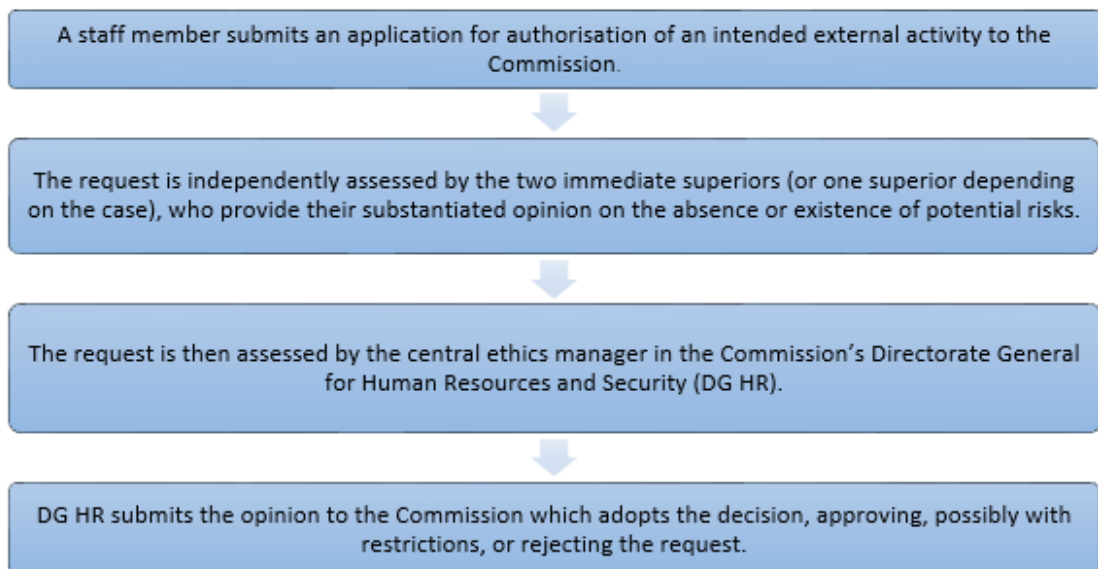 A staff member submits an application for authorisation of an intended external activity to the
Commission.
The request is independently assessed by the two immediate superiors (or one superior depending
on the case), who provide their substantiated opinion on the absence or existence of potential risks.
The request is then assessed by the central ethics manager in the Commission’s Directorate General
for Human Resources and Security (DG HR).
DG HR submits the opinion to the Commission which adopts the decision, approving, possibly with
restrictions, or rejecting the request.